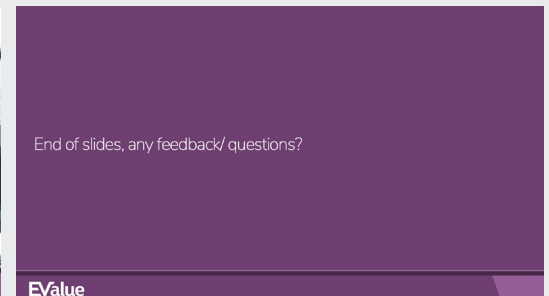 End of slides, any feedback/ questions?
EValue